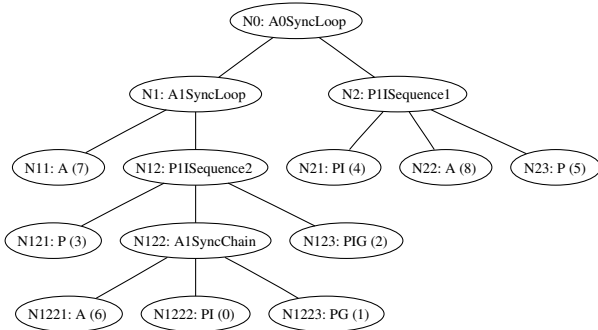 N0: A0SyncLoop
N1: A1SyncLoop
N2: P1ISequence1
N11: A (7)
N12: P1ISequence2
N21: PI (4)
N22: A (8)
N23: P (5)
N121: P (3)
N122: A1SyncChain
N123: PIG (2)
N1221: A (6)
N1222: PI (0)
N1223: PG (1)